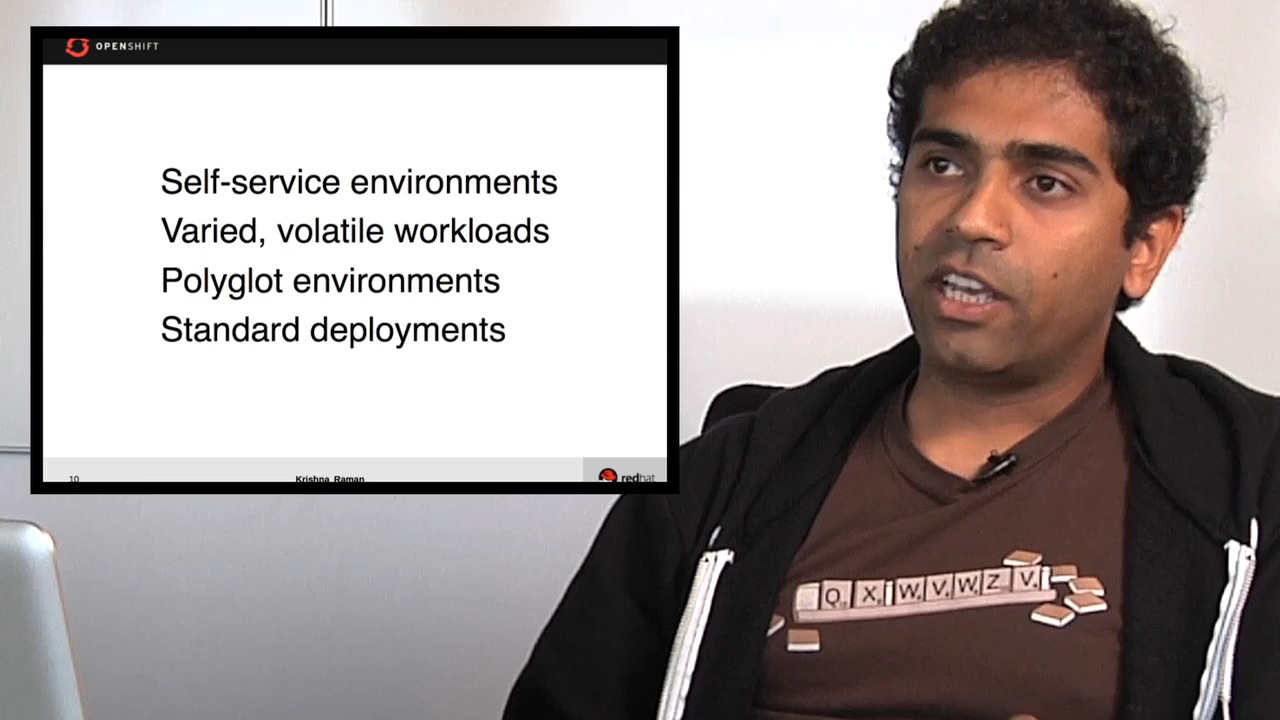 OPENSHIFT
Self-service environments
Varied, volatile workloads
Polyglot environments
Standard deployments
10
Krishna Raman
redhat
Q X W V W Z V